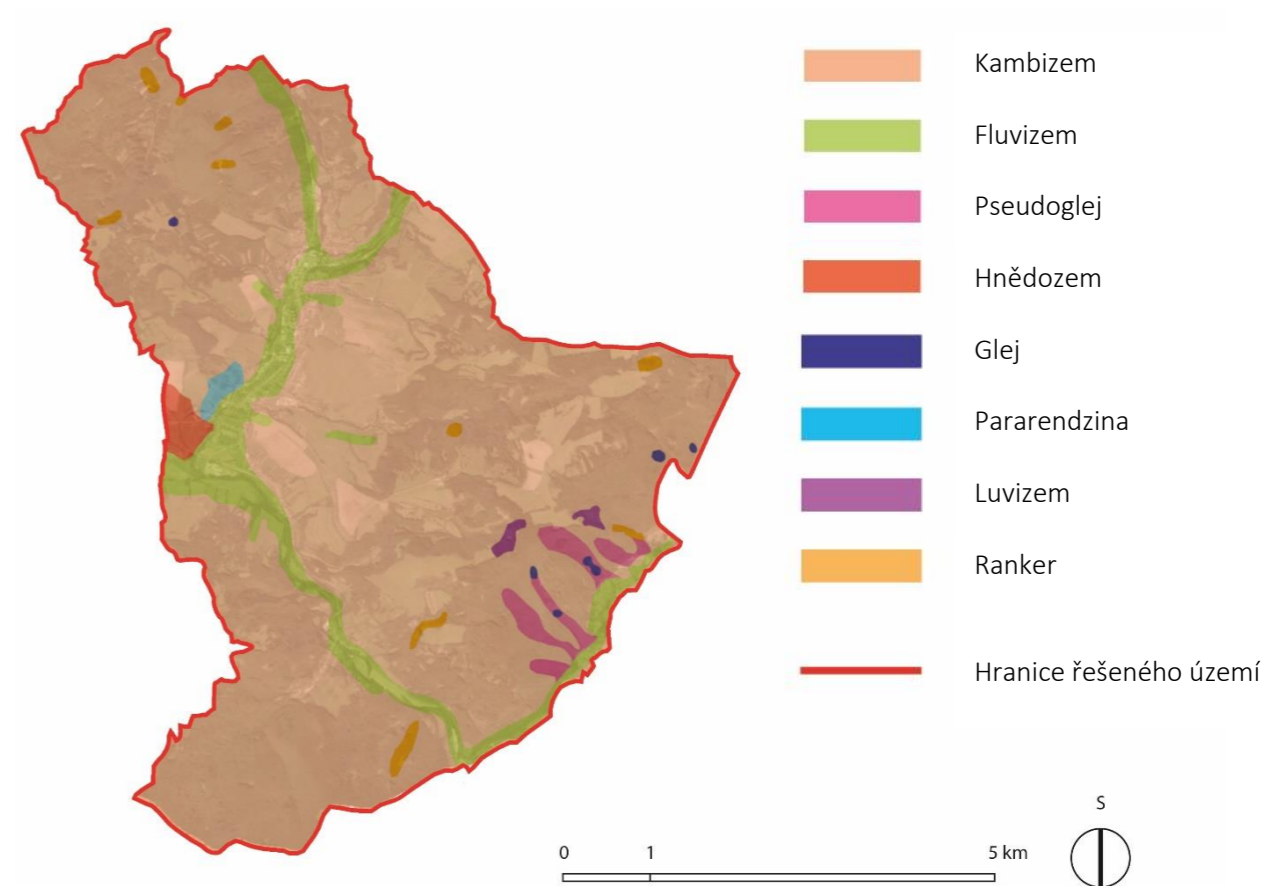 Kambizem
Fluvizem
Pseudoglej
Hnědozem
Glej
Pararendzina
Luvizem
Ranker
Hranice řešeného území
S
0 1 5 km